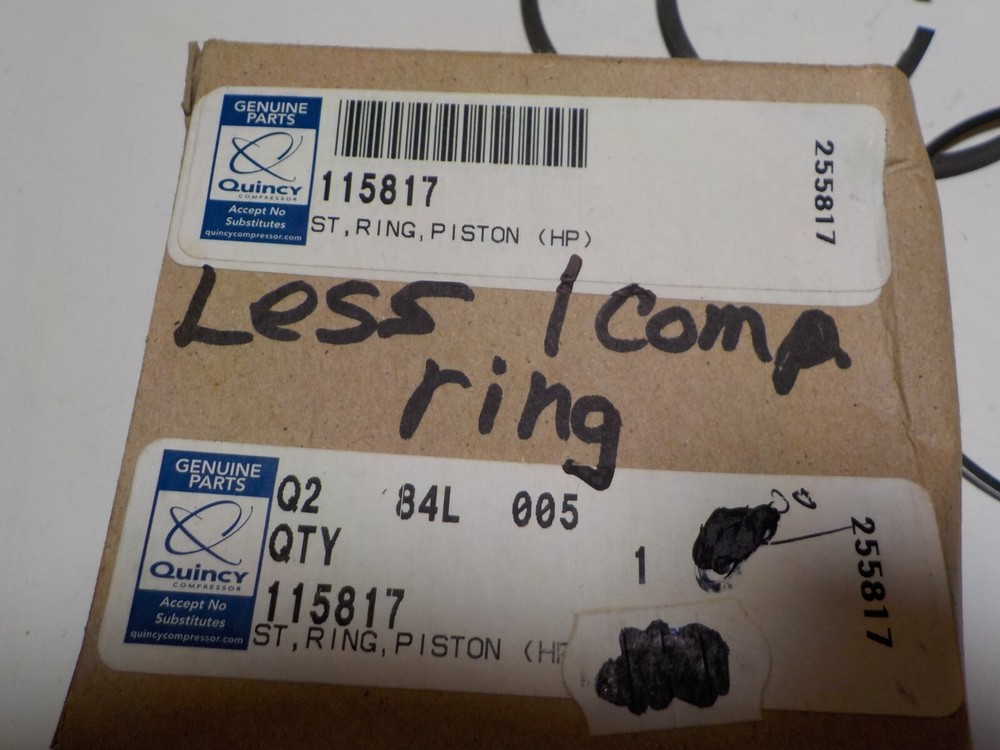 GENUINE
PARTS
Quincy
COMPRESSOR
Accept No
Substitutes
quincycompressor.com
115817
ST,RING,PISTON (HP)
255817
Less 1 Comp
ring
GENUINE
PARTS
Quincy
COMPRESSOR
Accept No
Substitutes
quincycompressor.com
Q2 84L 005
QTY 1
115817
ST,RING,PISTON (HP
255817